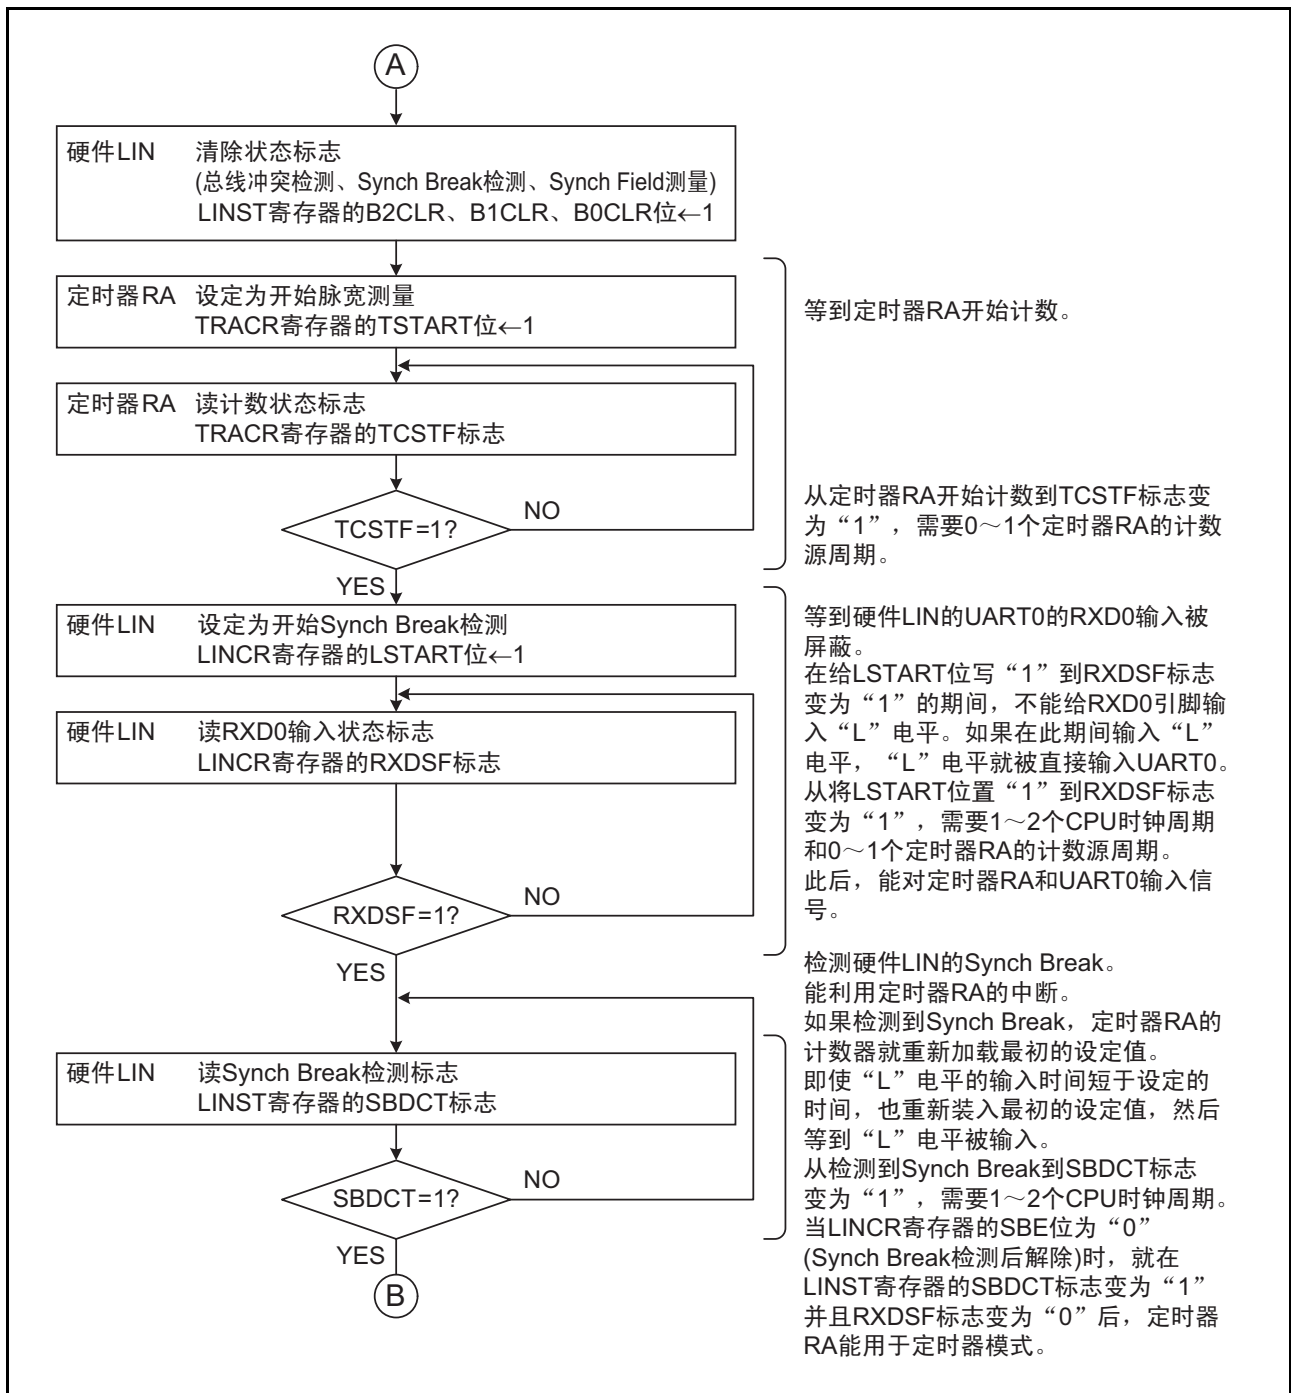 A
硬件LIN 清除状态标志
(总线冲突检测、Synch Break检测、Synch Field测量)
LINST寄存器的B2CLR、B1CLR、B0CLR位←1
定时器RA 设定为开始脉宽测量
TRACR寄存器的TSTART位←1
等到定时器RA开始计数。
定时器RA 读计数状态标志
TRACR寄存器的TCSTF标志
TCSTF=1?
NO
YES
从定时器RA开始计数到TCSTF标志变
为“1”，需要0～1个定时器RA的计数
源周期。
硬件LIN 设定为开始Synch Break检测
LINCR寄存器的LSTART位←1
硬件LIN 读RXD0输入状态标志
LINCR寄存器的RXDSF标志
RXDSF=1?
NO
YES
等到硬件LIN的UART0的RXD0输入被
屏蔽。
在给LSTART位写“1”到RXDSF标志
变为“1”的期间，不能给RXD0引脚输
入“L”电平。如果在此期间输入“L”
电平，“L”电平就被直接输入UART0。
从将LSTART位置“1”到RXDSF标志
变为“1”，需要1～2个CPU时钟周期
和0～1个定时器RA的计数源周期。
此后，能对定时器RA和UART0输入信
号。
硬件LIN 读Synch Break检测标志
LINST寄存器的SBDCT标志
SBDCT=1?
NO
YES
B
检测硬件LIN的Synch Break。
能利用定时器RA的中断。
如果检测到Synch Break，定时器RA的
计数器就重新加载最初的设定值。
即使“L”电平的输入时间短于设定的
时间，也重新装入最初的设定值，然后
等到“L”电平被输入。
从检测到Synch Break到SBDCT标志
变为“1”，需要1～2个CPU时钟周期。
当LINCR寄存器的SBE位为“0”
(Synch Break检测后解除)时，就在
LINST寄存器的SBDCT标志变为“1”
并且RXDSF标志变为“0”后，定时器
RA能用于定时器模式。